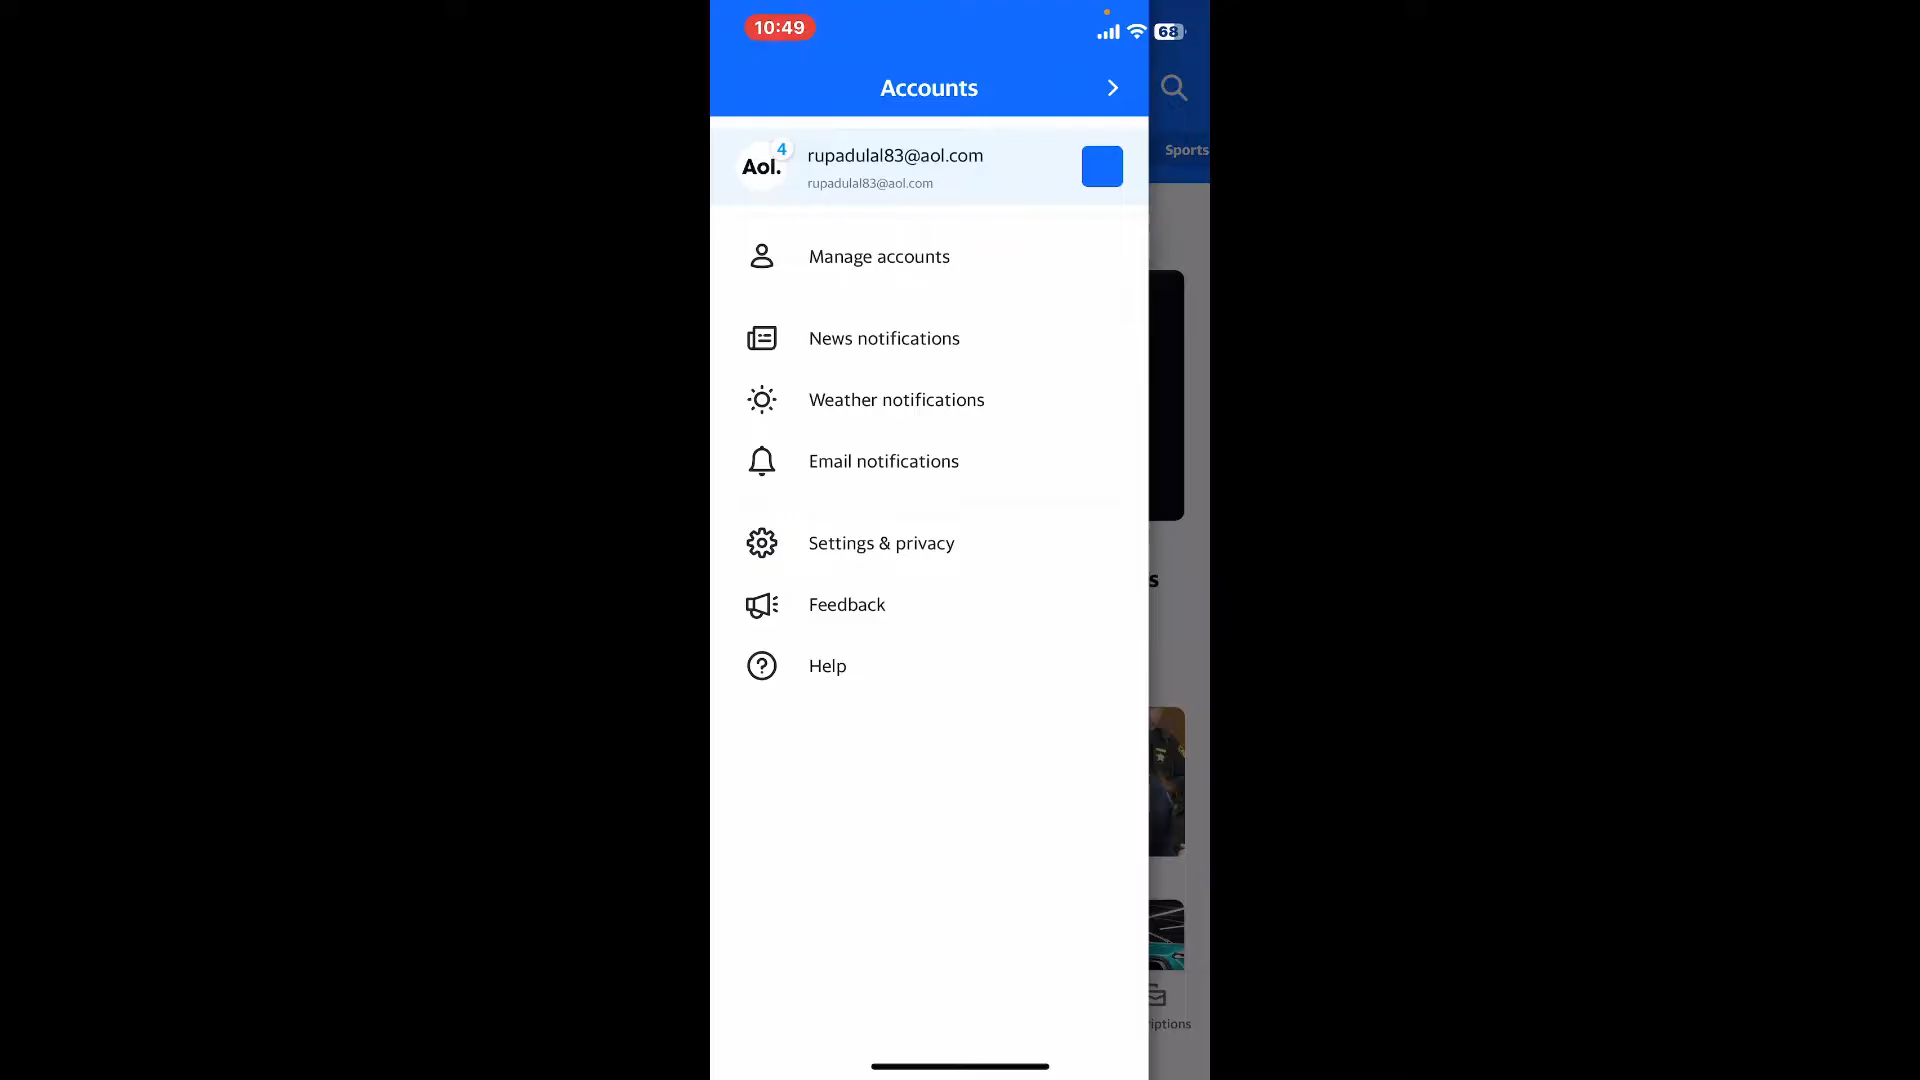 10:49
68
Accounts
Sports
4
Aol.
rupadulal83@aol.com
rupadulal83@aol.com
Manage accounts
News notifications
Weather notifications
Email notifications
Settings & privacy
s
Feedback
Help
riptions